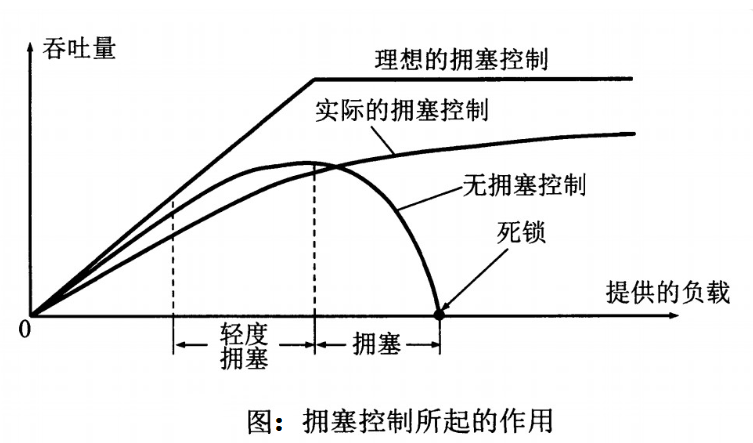 吞吐量
理想的拥塞控制
实际的拥塞控制
无拥塞控制
死锁
提供的负载
0
轻度
拥塞
拥塞
图：拥塞控制所起的作用